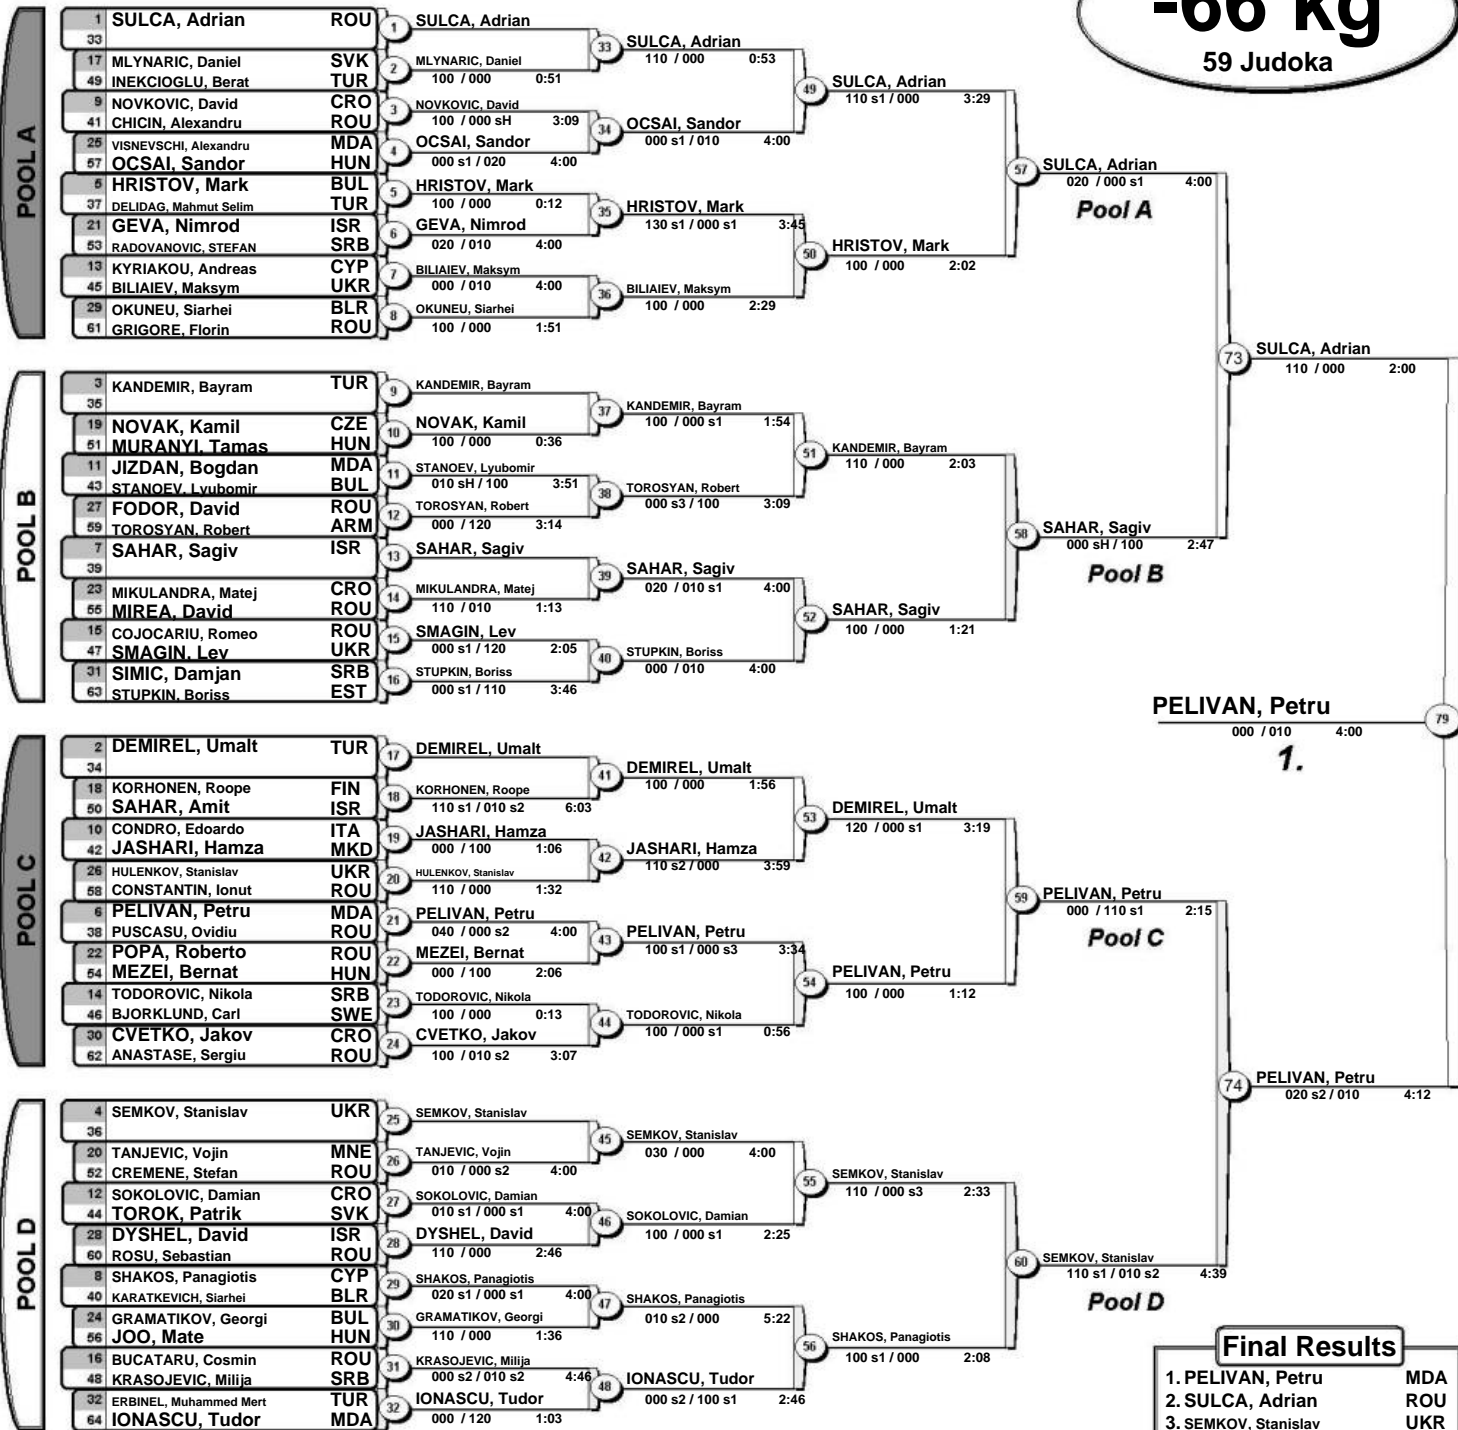 -66 kg
59 Judoka
POOL A
1 SULCA, Adrian ROU
33
17 MLYNARIC, Daniel SVK
49 INEKCIOGLU, Berat TUR
9 NOVKOVIC, David CRO
41 CHICIN, Alexandru ROU
25 VISNEVSCHI, Alexandru MDA
57 OCSAI, Sandor HUN
5 HRISTOV, Mark BUL
37 DELIDAG, Mahmut Selim TUR
21 GEVA, Nimrod ISR
53 RADOVANOVIC, STEFAN SRB
13 KYRIAKOU, Andreas CYP
45 BILIAIEV, Maksym UKR
29 OKUNEU, Siarhei BLR
61 GRIGORE, Florin ROU
1 SULCA, Adrian
2 MLYNARIC, Daniel
100 / 000 0:51
3 NOVKOVIC, David
100 / 000 sH 3:09
4 OCSAI, Sandor
000 s1 / 020 4:00
5 HRISTOV, Mark
100 / 000 0:12
6 GEVA, Nimrod
020 / 010 4:00
7 BILIAIEV, Maksym
000 / 010 4:00
8 OKUNEU, Siarhei
100 / 000 1:51
33 SULCA, Adrian
110 / 000 0:53
34 OCSAI, Sandor
000 s1 / 010 4:00
35 HRISTOV, Mark
130 s1 / 000 s1 3:45
36 BILIAIEV, Maksym
100 / 000 2:29
49 SULCA, Adrian
110 s1 / 000 3:29
50 HRISTOV, Mark
100 / 000 2:02
57 SULCA, Adrian
020 / 000 s1 4:00
Pool A
POOL B
3 KANDEMIR, Bayram TUR
35
19 NOVAK, Kamil CZE
51 MURANYI, Tamas HUN
11 JIZDAN, Bogdan MDA
43 STANOEV, Lyubomir BUL
27 FODOR, David ROU
59 TOROSYAN, Robert ARM
7 SAHAR, Sagiv ISR
39
23 MIKULANDRA, Matej CRO
55 MIREA, David ROU
15 COJOCARIU, Romeo ROU
47 SMAGIN, Lev UKR
31 SIMIC, Damjan SRB
63 STUPKIN, Boriss EST
9 KANDEMIR, Bayram
10 NOVAK, Kamil
100 / 000 0:36
11 STANOEV, Lyubomir
010 sH / 100 3:51
12 TOROSYAN, Robert
000 / 120 3:14
13 SAHAR, Sagiv
14 MIKULANDRA, Matej
110 / 010 1:13
15 SMAGIN, Lev
000 s1 / 120 2:05
16 STUPKIN, Boriss
000 s1 / 110 3:46
37 KANDEMIR, Bayram
100 / 000 s1 1:54
38 TOROSYAN, Robert
000 s3 / 100 3:09
39 SAHAR, Sagiv
020 / 010 s1 4:00
40 STUPKIN, Boriss
000 / 010 4:00
51 KANDEMIR, Bayram
110 / 000 2:03
52 SAHAR, Sagiv
100 / 000 1:21
58 SAHAR, Sagiv
000 sH / 100 2:47
Pool B
73 SULCA, Adrian
110 / 000 2:00
PELIVAN, Petru 79
000 / 010 4:00
1.
POOL C
2 DEMIREL, Umalt TUR
34
18 KORHONEN, Roope FIN
50 SAHAR, Amit ISR
10 CONDRO, Edoardo ITA
42 JASHARI, Hamza MKD
26 HULENKOV, Stanislav UKR
58 CONSTANTIN, Ionut ROU
6 PELIVAN, Petru MDA
38 PUSCASU, Ovidiu ROU
22 POPA, Roberto ROU
54 MEZEI, Bernat HUN
14 TODOROVIC, Nikola SRB
46 BJORKLUND, Carl SWE
30 CVETKO, Jakov CRO
62 ANASTASE, Sergiu ROU
17 DEMIREL, Umalt
18 KORHONEN, Roope
110 s1 / 010 s2 6:03
19 JASHARI, Hamza
000 / 100 1:06
20 HULENKOV, Stanislav
110 / 000 1:32
21 PELIVAN, Petru
040 / 000 s2 4:00
22 MEZEI, Bernat
000 / 100 2:06
23 TODOROVIC, Nikola
100 / 000 0:13
24 CVETKO, Jakov
100 / 010 s2 3:07
41 DEMIREL, Umalt
100 / 000 1:56
42 JASHARI, Hamza
110 s2 / 000 3:59
43 PELIVAN, Petru
100 s1 / 000 s3 3:34
44 TODOROVIC, Nikola
100 / 000 s1 0:56
53 DEMIREL, Umalt
120 / 000 s1 3:19
54 PELIVAN, Petru
100 / 000 1:12
59 PELIVAN, Petru
000 / 110 s1 2:15
Pool C
POOL D
4 SEMKOV, Stanislav UKR
36
20 TANJEVIC, Vojin MNE
52 CREMENE, Stefan ROU
12 SOKOLOVIC, Damian CRO
44 TOROK, Patrik SVK
28 DYSHEL, David ISR
60 ROSU, Sebastian ROU
8 SHAKOS, Panagiotis CYP
40 KARATKEVICH, Siarhei BLR
24 GRAMATIKOV, Georgi BUL
56 JOO, Mate HUN
16 BUCATARU, Cosmin ROU
48 KRASOJEVIC, Milija SRB
32 ERBINEL, Muhammed Mert TUR
64 IONASCU, Tudor MDA
25 SEMKOV, Stanislav
26 TANJEVIC, Vojin
010 / 000 s2 4:00
27 SOKOLOVIC, Damian
010 s1 / 000 s1 4:00
28 DYSHEL, David
110 / 000 2:46
29 SHAKOS, Panagiotis
020 s1 / 000 s1 4:00
30 GRAMATIKOV, Georgi
110 / 000 1:36
31 KRASOJEVIC, Milija
000 s2 / 010 s2 4:46
32 IONASCU, Tudor
000 / 120 1:03
45 SEMKOV, Stanislav
030 / 000 4:00
46 SOKOLOVIC, Damian
100 / 000 s1 2:25
47 SHAKOS, Panagiotis
010 s2 / 000 5:22
48 IONASCU, Tudor
000 s2 / 100 s1 2:46
55 SEMKOV, Stanislav
110 / 000 s3 2:33
56 SHAKOS, Panagiotis
100 s1 / 000 2:08
60 SEMKOV, Stanislav
110 s1 / 010 s2 4:39
Pool D
74 PELIVAN, Petru
020 s2 / 010 4:12
Final Results
1. PELIVAN, Petru MDA
2. SULCA, Adrian ROU
3. SEMKOV, Stanislav UKR